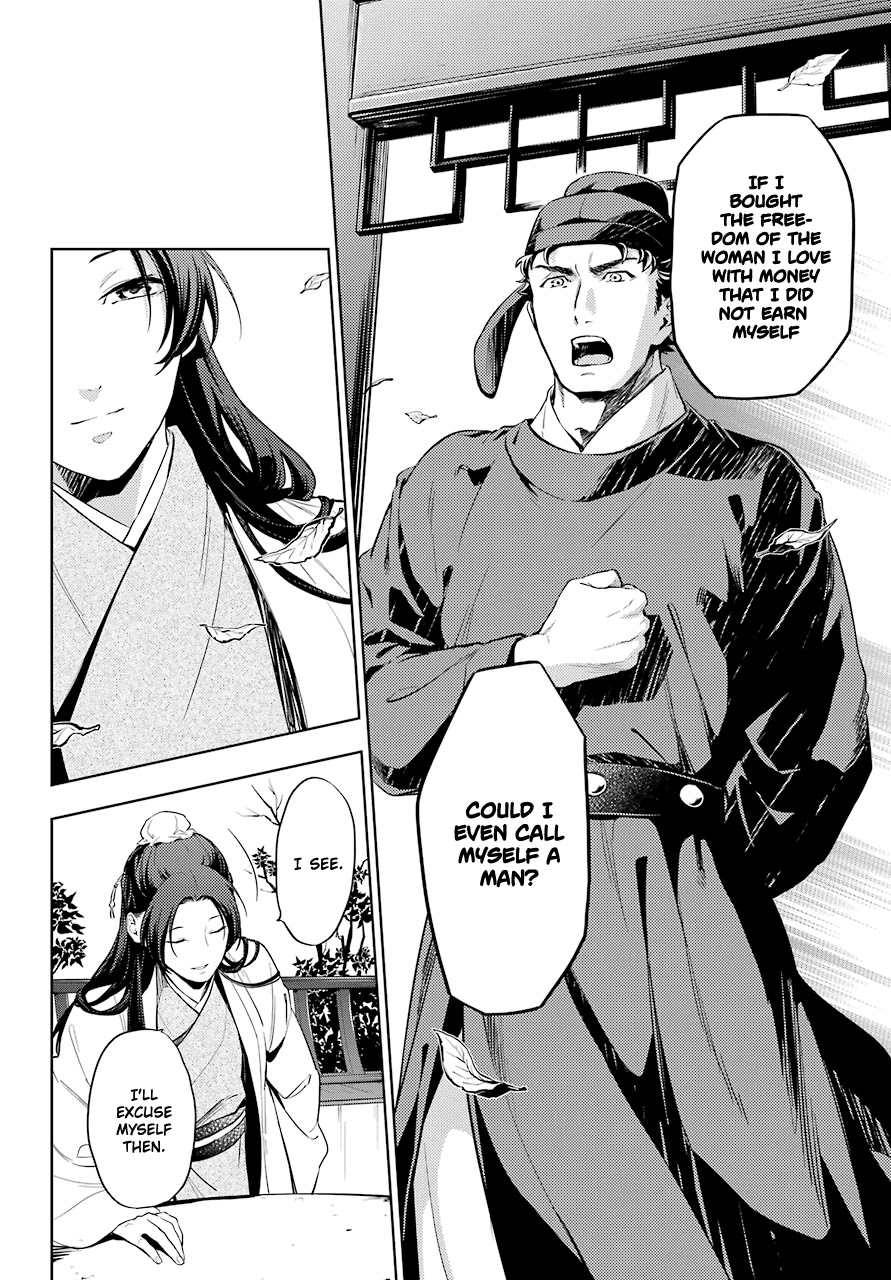 IF I
BOUGHT
THE FREE-
DOM OF THE
WOMAN I LOVE
WITH MONEY
THAT I DID
NOT EARN
MYSELF
COULD I
EVEN CALL
MYSELF A
MAN?
I SEE.
I'LL
EXCUSE
MYSELF
THEN.